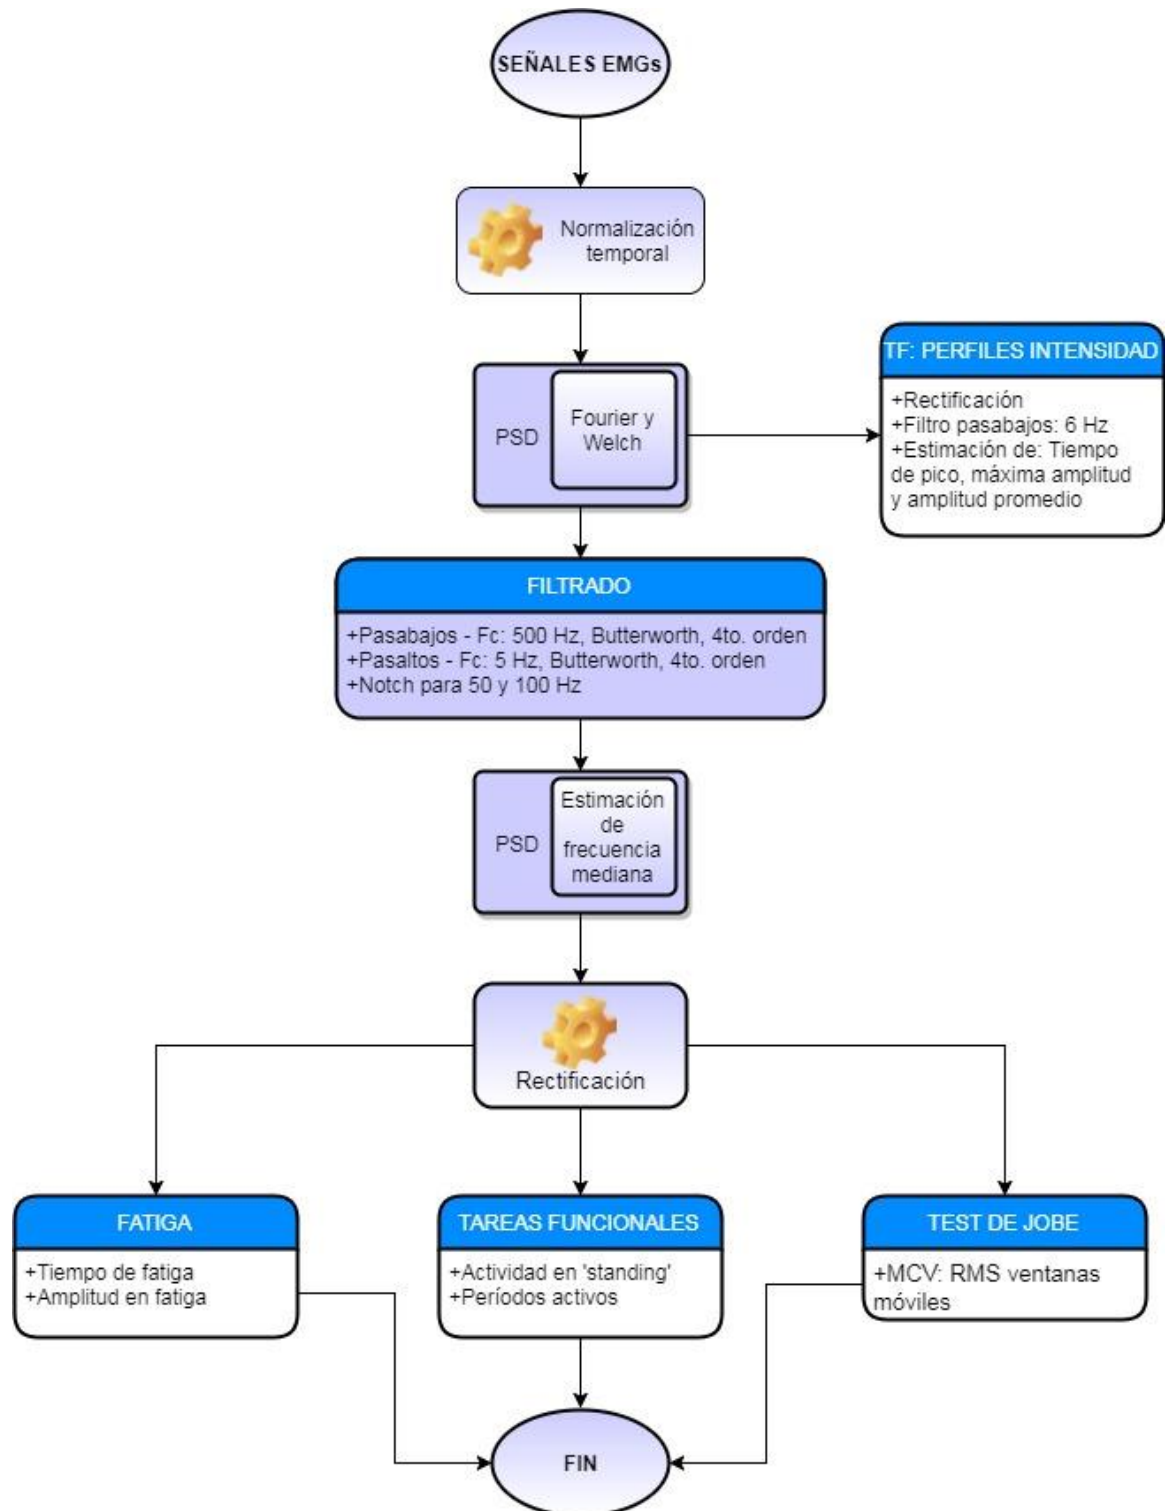 SEÑALES EMGs
Normalización
temporal
PSD
Fourier y
Welch
TF: PERFILES INTENSIDAD
+Rectificación
+Filtro pasabajos: 6 Hz
+Estimación de: Tiempo
de pico, máxima amplitud
y amplitud promedio
FILTRADO
+Pasabajos - Fc: 500 Hz, Butterworth, 4to. orden
+Pasaltos - Fc: 5 Hz, Butterworth, 4to. orden
+Notch para 50 y 100 Hz
PSD
Estimación
de
frecuencia
mediana
Rectificación
FATIGA
+Tiempo de fatiga
+Amplitud en fatiga
TAREAS FUNCIONALES
+Actividad en 'standing'
+Períodos activos
TEST DE JOBE
+MCV: RMS ventanas
móviles
FIN